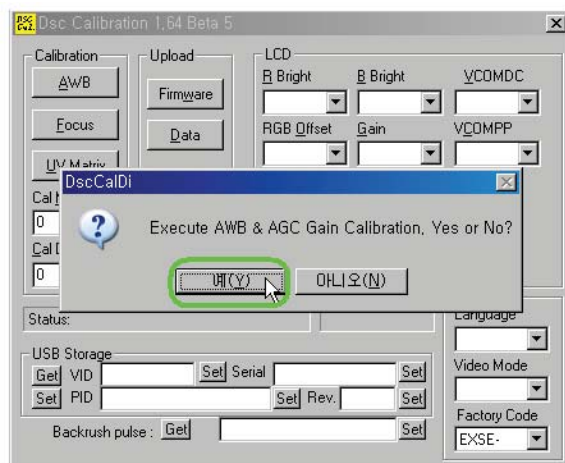 Dsc Calibration 1,64 Beta 5
Calibration
AWB
Focus
UV Matrix
Upload
Firmware
Data
LCD
R Bright
B Bright
VCOMDC
RGB Offset
Gain
VCOMPP
DscCalDi
Execute AWB & AGC Gain Calibration, Yes or No?
예(Y)
아니오(N)
Cal
0
Cal
0
Status:
Language
Video Mode
Factory Code
EXSE-
USB Storage
Get VID Set Serial Set
Set PID Set Rev. Set
Backrush pulse : Get Set